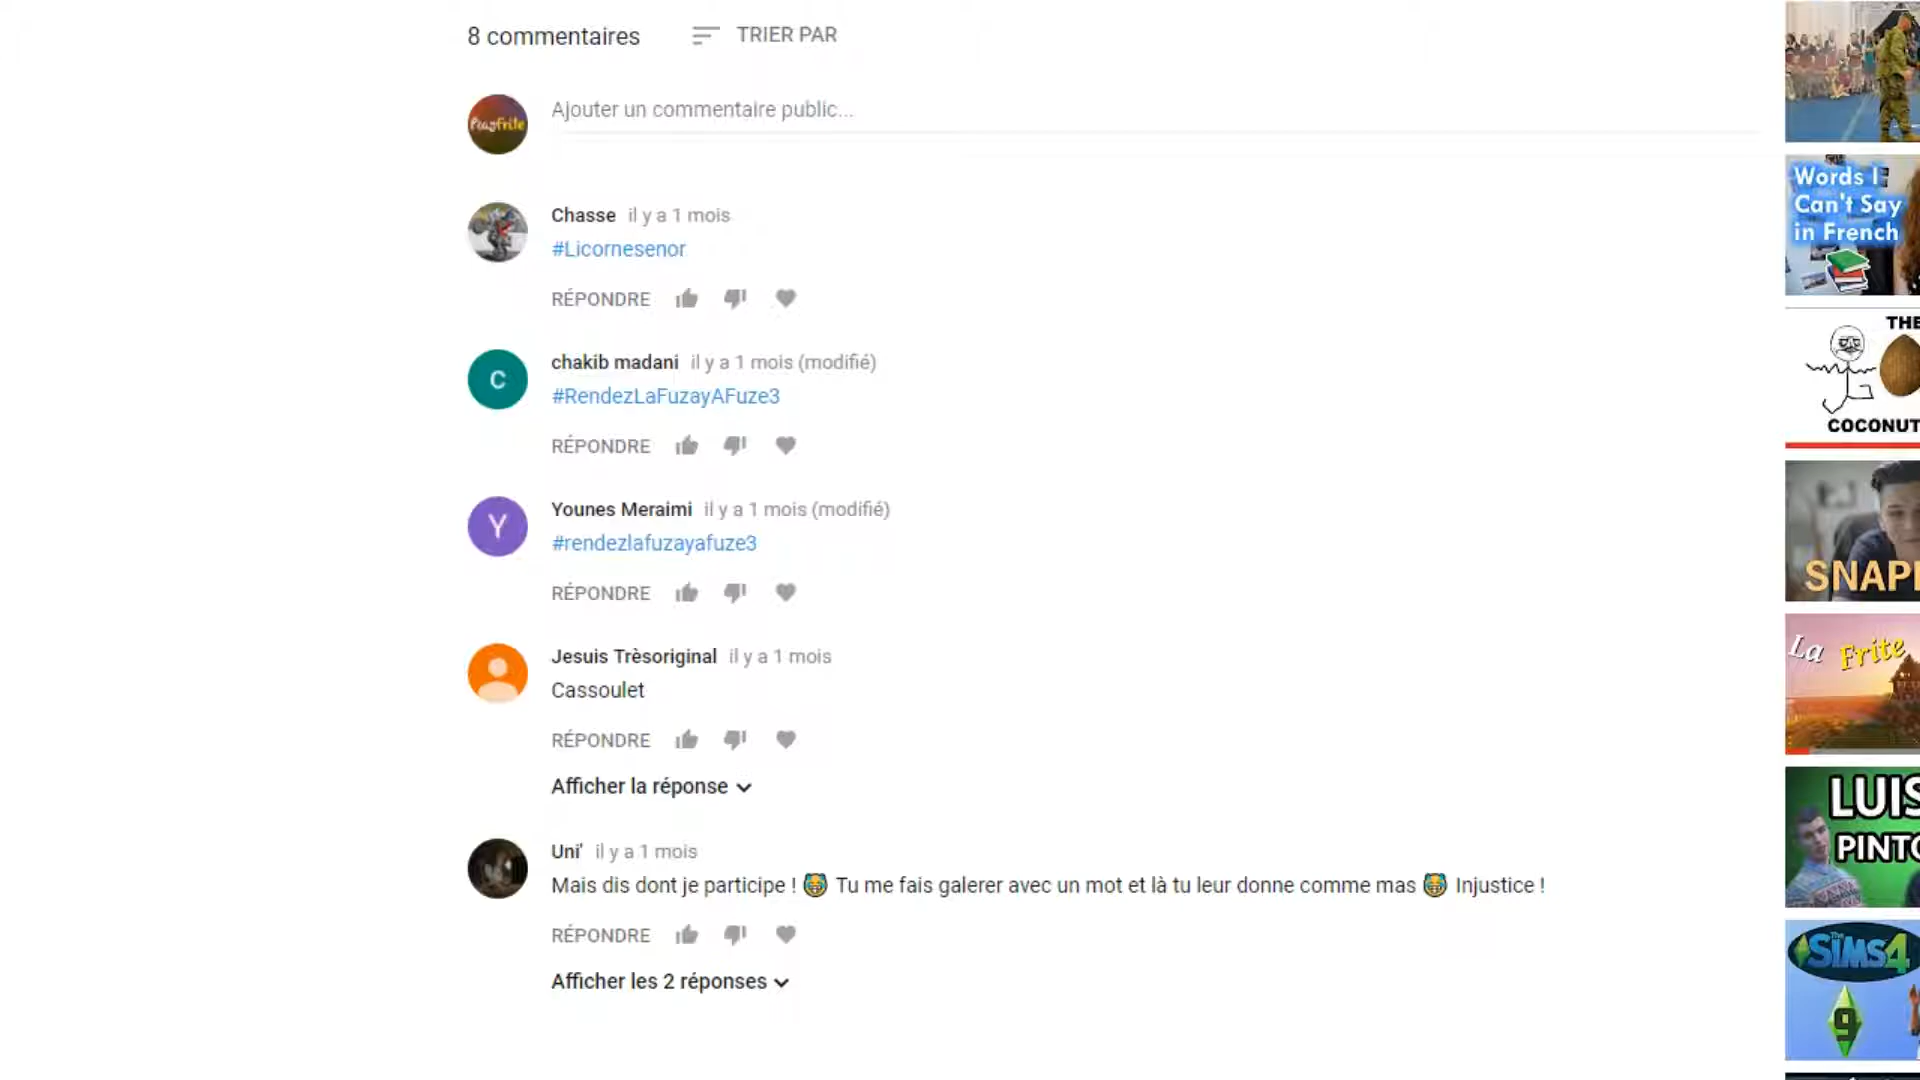 8 commentaires
TRIER PAR
Ajouter un commentaire public...
Chasse il y a 1 mois
#Licornesenor
RÉPONDRE
chakib madani il y a 1 mois (modifié)
#RendezLaFuzayAFuze3
RÉPONDRE
Younes Meraimi il y a 1 mois (modifié)
#rendezlafuzayafuze3
RÉPONDRE
Jesuis Trèsoriginal il y a 1 mois
Cassoulet
RÉPONDRE
Afficher la réponse
Uni' il y a 1 mois
Mais dis dont je participe ! 😹 Tu me fais galerer avec un mot et là tu leur donne comme mas 😹 Injustice !
RÉPONDRE
Afficher les 2 réponses
Words I
Can't Say
in French
THE
COCONUT
SNAP
La Frite
LUIS
PINTO
The
SIMS4
9